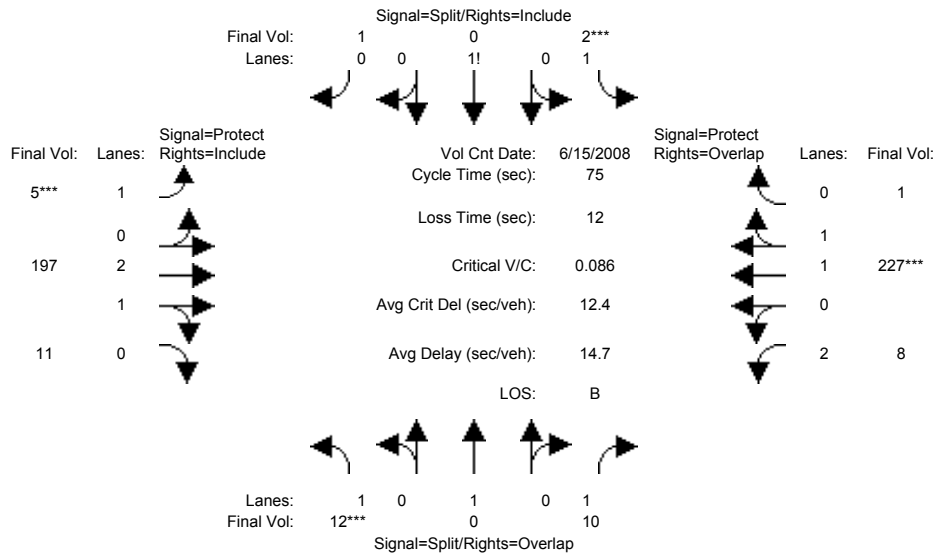 Signal=Split/Rights=Include
Final Vol: 1 0 2***
Lanes: 0 0 1! 0 1
Signal=Protect Signal=Protect
Final Vol: Lanes: Rights=Include Vol Cnt Date: 6/15/2008 Rights=Overlap Lanes: Final Vol:
Cycle Time (sec): 75
5*** 1 0 1
Loss Time (sec): 12
0 1
197 2 Critical V/C: 0.086 1 227***
1 Avg Crit Del (sec/veh): 12.4 0
11 0 Avg Delay (sec/veh): 14.7 2 8
LOS: B
Lanes: 1 0 1 0 1
Final Vol: 12*** 0 10
Signal=Split/Rights=Overlap